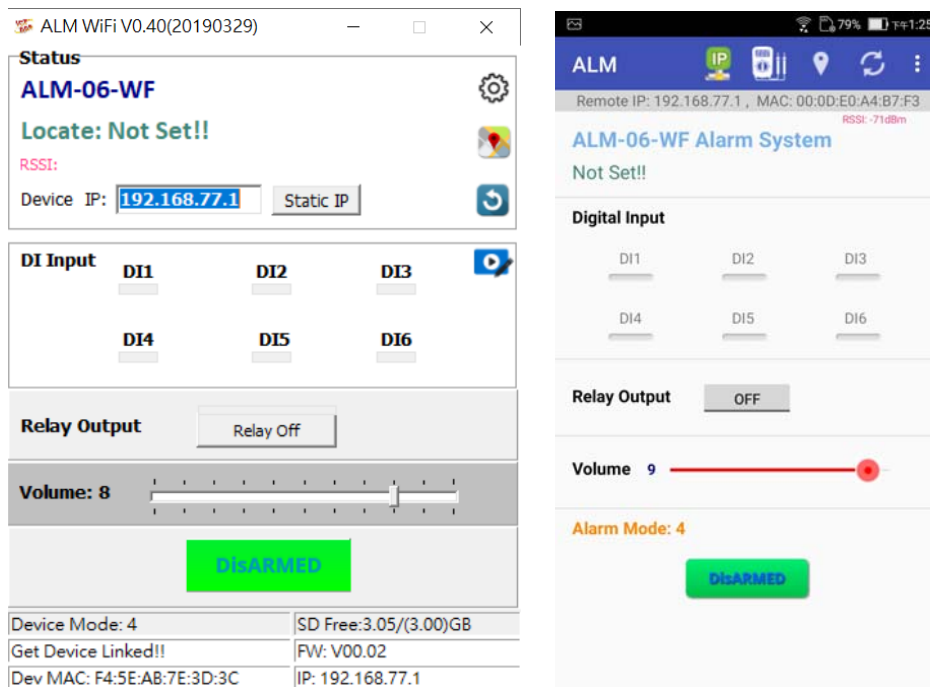 ALM WiFi V0.40(20190329)
Status
ALM-06-WF
Locate: Not Set!!
RSSI:
Device IP: 192.168.77.1 Static IP
DI Input
DI1 DI2 DI3
DI4 DI5 DI6
Relay Output Relay Off
Volume: 8
DisARMED
Device Mode: 4 SD Free:3.05/(3.00)GB
Get Device Linked!! FW: V00.02
Dev MAC: F4:5E:AB:7E:3D:3C IP: 192.168.77.1
79% 下午1:25
ALM IP
Remote IP: 192.168.77.1 , MAC: 00:0D:E0:A4:B7:F3
RSSI: -71dBm
ALM-06-WF Alarm System
Not Set!!
Digital Input
DI1 DI2 DI3
DI4 DI5 DI6
Relay Output OFF
Volume 9
Alarm Mode: 4
DisARMED